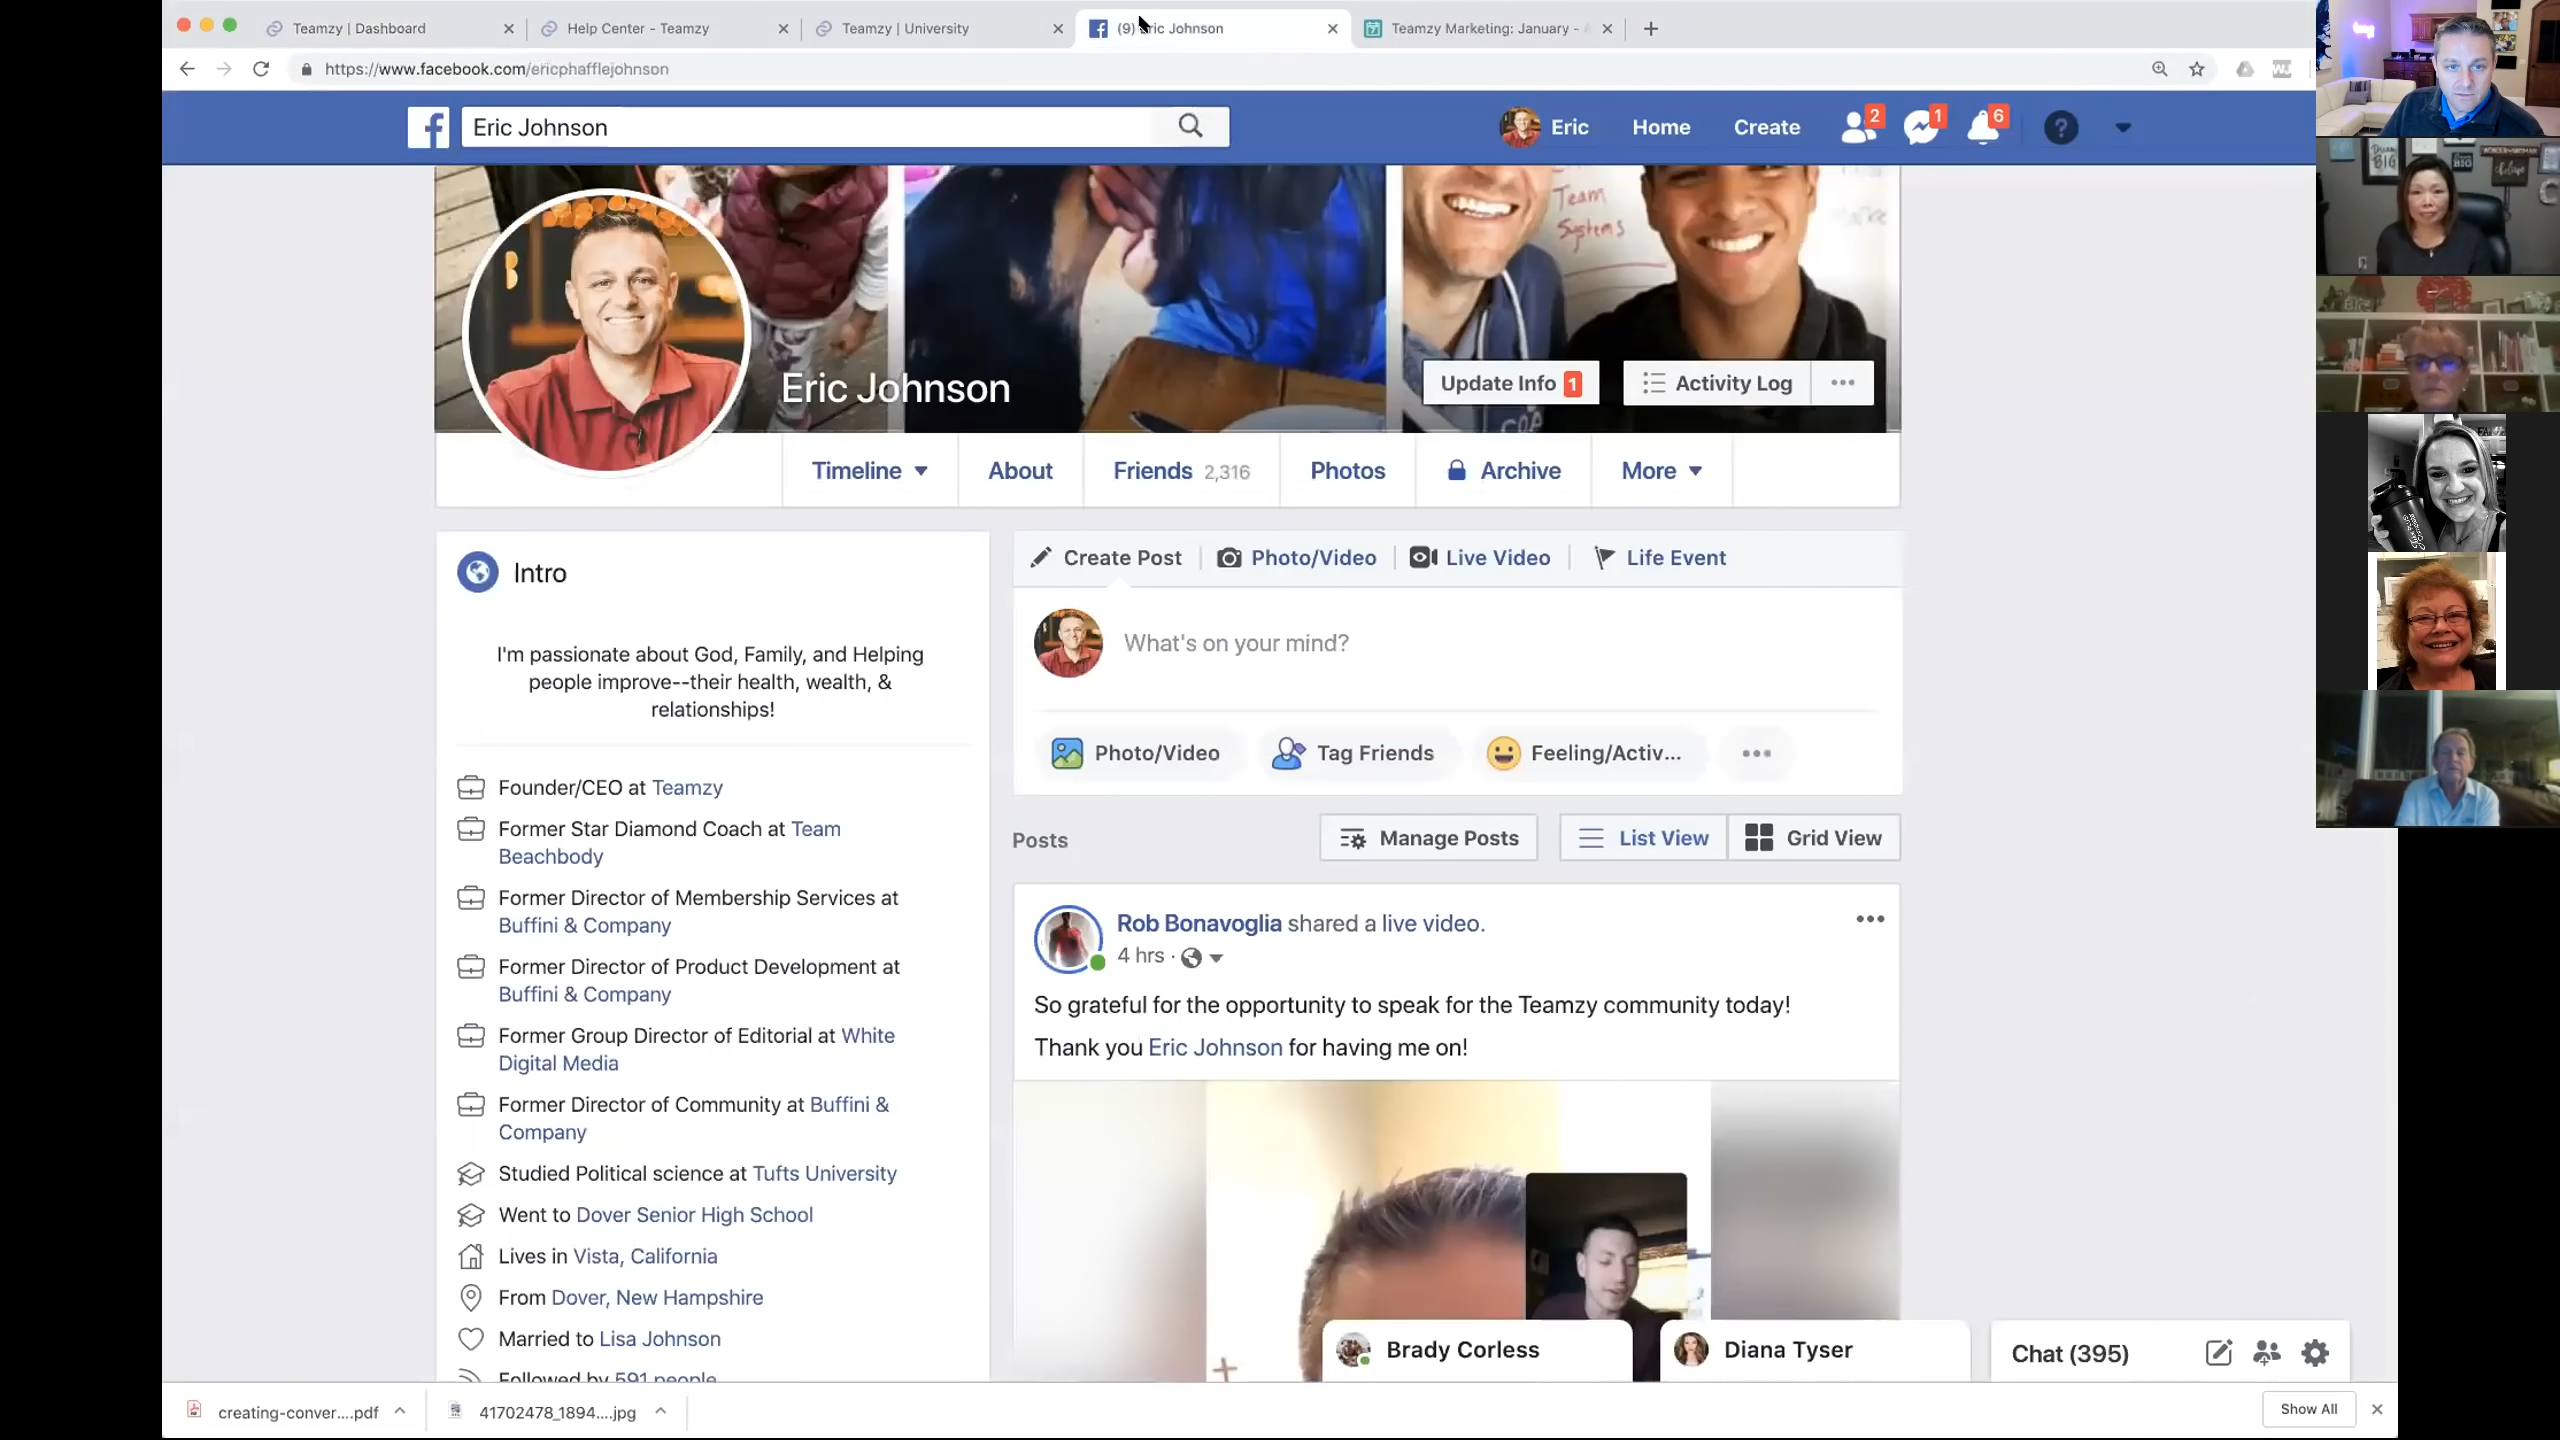 Teamzy | Dashboard
Help Center - Teamzy
Teamzy | University
(9) Eric Johnson
Teamzy Marketing: January -
https://www.facebook.com/ericphafflejohnson
Eric Johnson
Eric
Home
Create
2
1
6
Team
Systems
Eric Johnson
Update Info 1
Activity Log
Timeline
About
Friends 2,316
Photos
Archive
More
Intro
I'm passionate about God, Family, and Helping
people improve--their health, wealth, &
relationships!
Founder/CEO at Teamzy
Former Star Diamond Coach at Team
Beachbody
Former Director of Membership Services at
Buffini & Company
Former Director of Product Development at
Buffini & Company
Former Group Director of Editorial at White
Digital Media
Former Director of Community at Buffini &
Company
Studied Political science at Tufts University
Went to Dover Senior High School
Lives in Vista, California
From Dover, New Hampshire
Married to Lisa Johnson
Followed by 591 people
Create Post
Photo/Video
Live Video
Life Event
What's on your mind?
Photo/Video
Tag Friends
Feeling/Activ...
Posts
Manage Posts
List View
Grid View
Rob Bonavoglia shared a live video.
4 hrs ·
So grateful for the opportunity to speak for the Teamzy community today!
Thank you Eric Johnson for having me on!
Brady Corless
Diana Tyser
Chat (395)
creating-conver....pdf
41702478_1894....jpg
Show All